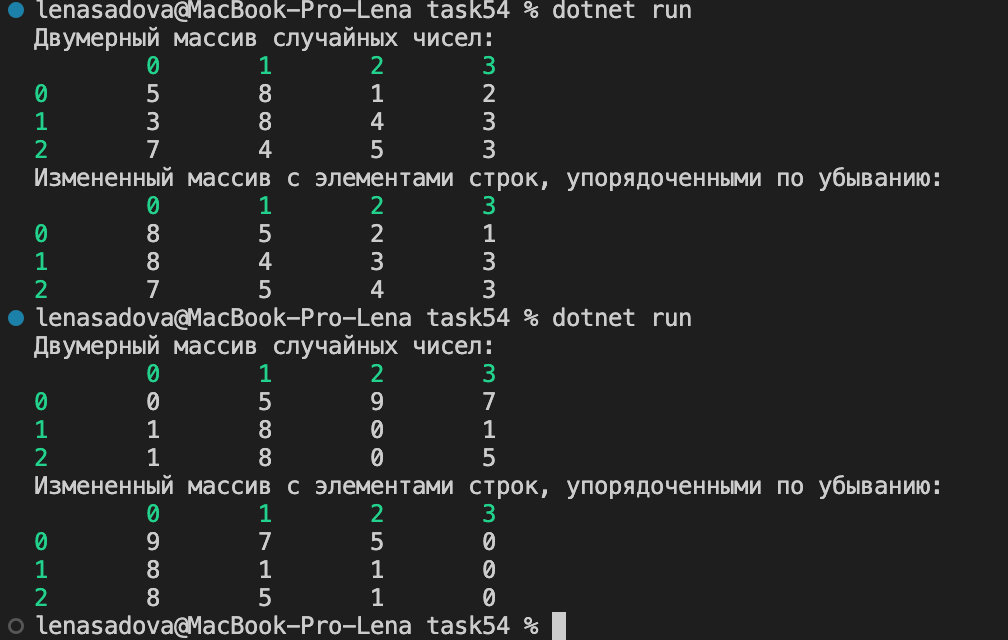 lenasadova@MacBook-Pro-Lena task54 % dotnet run
Двумерный массив случайных чисел:
0 1 2 3
0 5 8 1 2
1 3 8 4 3
2 7 4 5 3
Измененный массив с элементами строк, упорядоченными по убыванию:
0 1 2 3
0 8 5 2 1
1 8 4 3 3
2 7 5 4 3
lenasadova@MacBook-Pro-Lena task54 % dotnet run
Двумерный массив случайных чисел:
0 1 2 3
0 0 5 9 7
1 1 8 0 1
2 1 8 0 5
Измененный массив с элементами строк, упорядоченными по убыванию:
0 1 2 3
0 9 7 5 0
1 8 1 1 0
2 8 5 1 0
lenasadova@MacBook-Pro-Lena task54 %